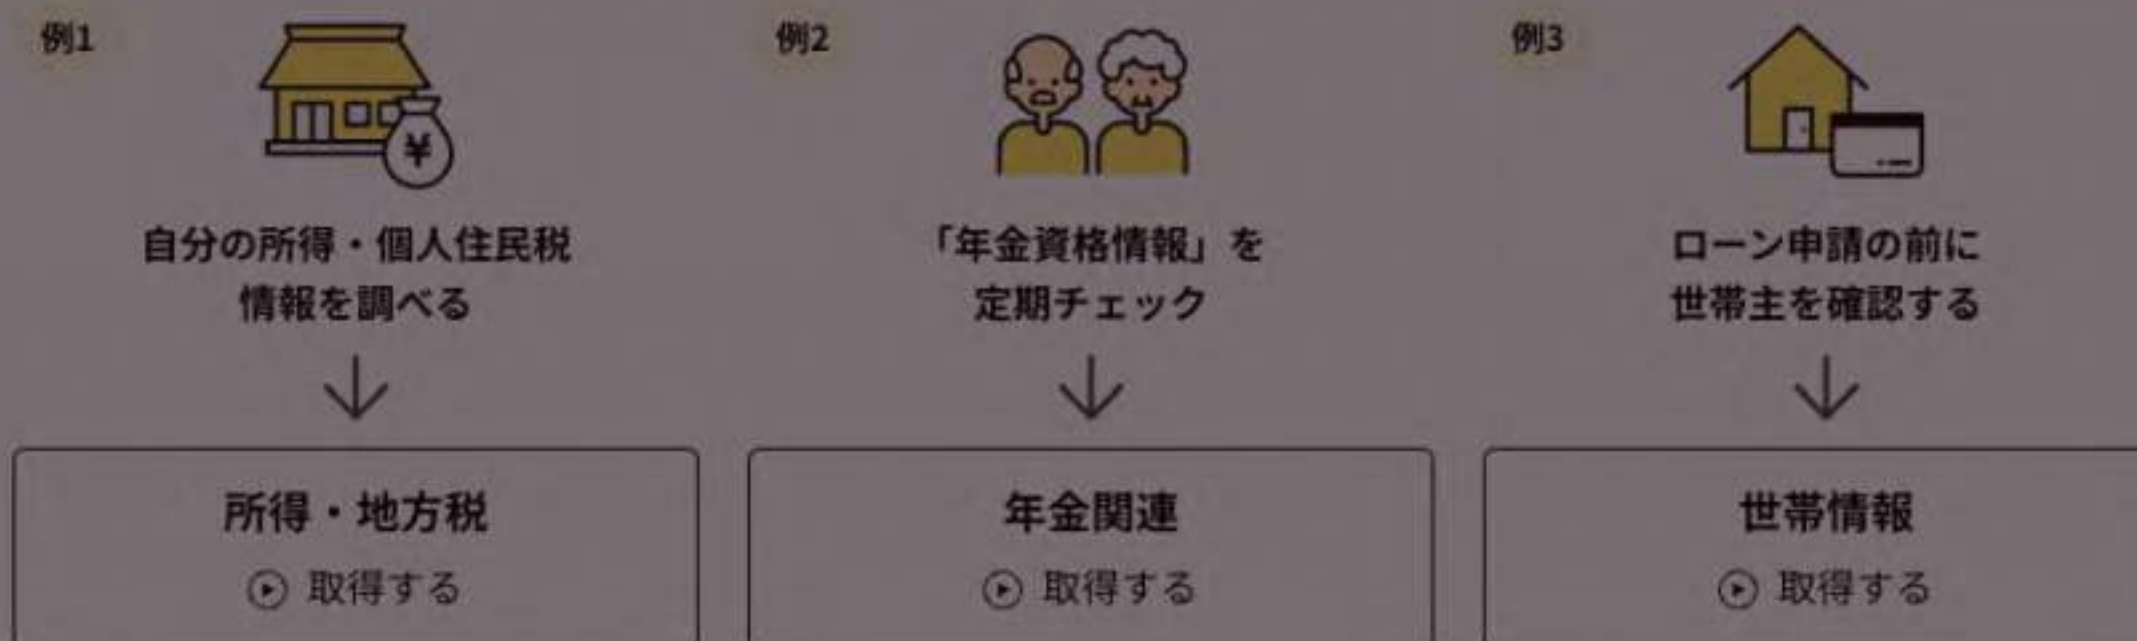 例1
自分の所得・個人住民税
情報を調べる
所得・地方税
取得する
例2
「年金資格情報」を
定期チェック
年金関連
取得する
例3
ローン申請の前に
世帯主を確認する
世帯情報
取得する